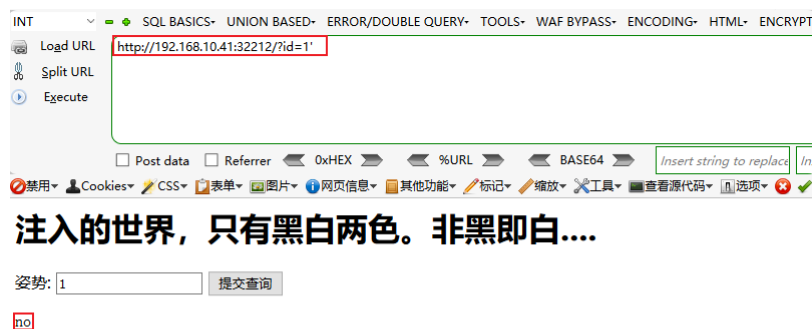 INT SQL BASICS UNION BASED ERROR/DOUBLE QUERY TOOLS WAF BYPASS ENCODING HTML ENCRYPT
Load URL http://192.168.10.41:32212/?id=1'
Split URL
Execute
Post data Referrer 0xHEX %URL BASE64 Insert string to replace In
禁用 Cookies CSS 表单 图片 网页信息 其他功能 标记 缩放 工具 查看源代码 选项
注入的世界，只有黑白两色。非黑即白....
姿势: 1 提交查询
no